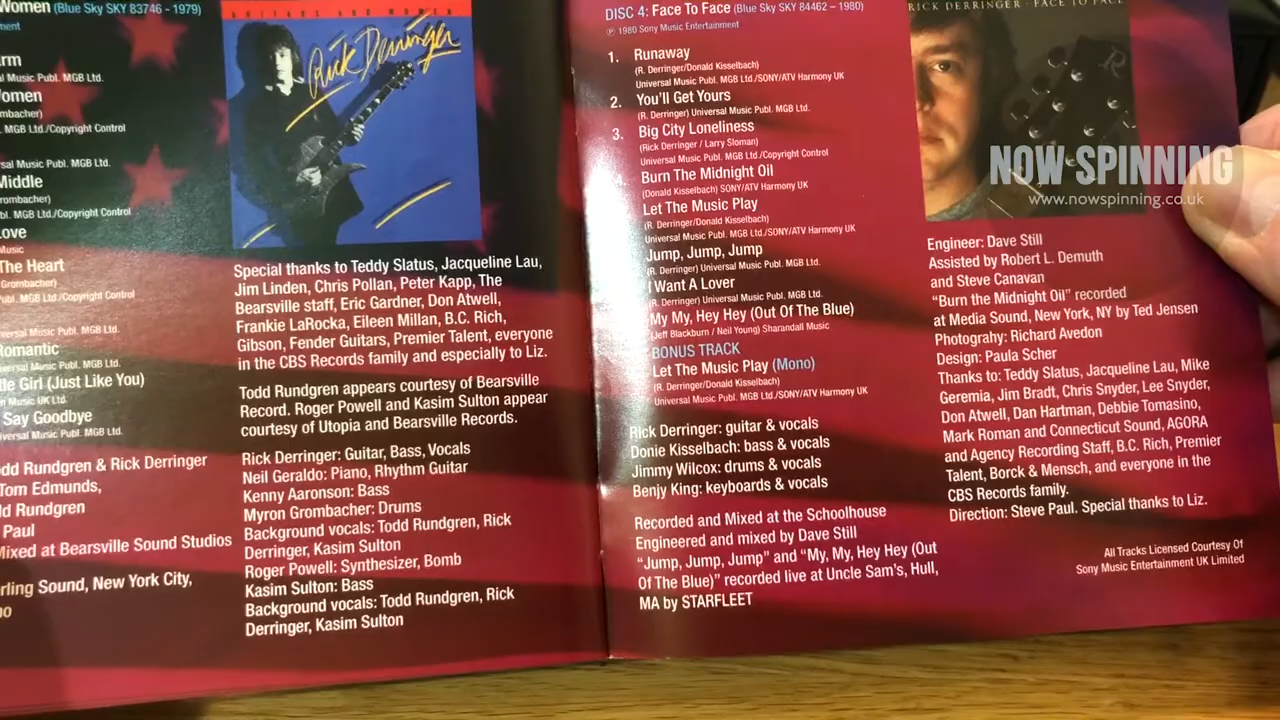 Women (Blue Sky SKY 83746 - 1979)
GUITARS AND WOMEN
Rick Derringer
Universal Music Publ. MGB Ltd.
Women
MGB Ltd./Copyright Control
Music Publ. MGB Ltd.
Middle
Publ. MGB Ltd./Copyright Control
Love
Music
The Heart
Publ. MGB Ltd./Copyright Control
Music Publ. MGB Ltd.
Romantic
Music Publ. MGB Ltd.
Girl (Just Like You)
Music UK Ltd.
Say Goodbye
Music Publ. MGB Ltd.
Todd Rundgren & Rick Derringer
Tom Edmunds,
Rundgren
Paul
Mixed at Bearsville Sound Studios
Sterling Sound, New York City,
Special thanks to Teddy Slatus, Jacqueline Lau,
Jim Linden, Chris Pollan, Peter Kapp, The
Bearsville staff, Eric Gardner, Don Atwell,
Frankie LaRocka, Eileen Millan, B.C. Rich,
Gibson, Fender Guitars, Premier Talent, everyone
in the CBS Records family and especially to Liz.
Todd Rundgren appears courtesy of Bearsville
Record. Roger Powell and Kasim Sulton appear
courtesy of Utopia and Bearsville Records.
Rick Derringer: Guitar, Bass, Vocals
Neil Geraldo: Piano, Rhythm Guitar
Kenny Aaronson: Bass
Myron Grombacher: Drums
Background vocals: Todd Rundgren, Rick
Derringer, Kasim Sulton
Roger Powell: Synthesizer, Bomb
Kasim Sulton: Bass
Background vocals: Todd Rundgren, Rick
Derringer, Kasim Sulton
DISC 4: Face To Face (Blue Sky SKY 84462 – 1980)
℗ 1980 Sony Music Entertainment
1. Runaway
(R. Derringer/Donald Kisselbach)
Universal Music Publ. MGB Ltd./SONY/ATV Harmony UK
2. You'll Get Yours
(R. Derringer) Universal Music Publ. MGB Ltd.
3. Big City Loneliness
(Rick Derringer / Larry Sloman)
Universal Music Publ. MGB Ltd./Copyright Control
Burn The Midnight Oil
(Donald Kisselbach) SONY/ATV Harmony UK
Let The Music Play
(R. Derringer/Donald Kisselbach)
Universal Music Publ. MGB Ltd./SONY/ATV Harmony UK
Jump, Jump, Jump
(R. Derringer) Universal Music Publ. MGB Ltd.
I Want A Lover
(R. Derringer) Universal Music Publ. MGB Ltd.
My My, Hey Hey (Out Of The Blue)
(Jeff Blackburn / Neil Young) Sharandall Music
BONUS TRACK
Let The Music Play (Mono)
(R. Derringer/Donald Kisselbach)
Universal Music Publ. MGB Ltd./SONY/ATV Harmony UK
Rick Derringer: guitar & vocals
Donie Kisselbach: bass & vocals
Jimmy Wilcox: drums & vocals
Benjy King: keyboards & vocals
Recorded and Mixed at the Schoolhouse
Engineered and mixed by Dave Still
“Jump, Jump, Jump” and “My, My, Hey Hey (Out
Of The Blue)” recorded live at Uncle Sam's, Hull,
MA by STARFLEET
RICK DERRINGER · FACE TO FACE
NOW SPINNING
www.nowspinning.co.uk
Engineer: Dave Still
Assisted by Robert L. Demuth
and Steve Canavan
“Burn the Midnight Oil” recorded
at Media Sound, New York, NY by Ted Jensen
Photograhy: Richard Avedon
Design: Paula Scher
Thanks to: Teddy Slatus, Jacqueline Lau, Mike
Geremia, Jim Bradt, Chris Snyder, Lee Snyder,
Don Atwell, Dan Hartman, Debbie Tomasino,
Mark Roman and Connecticut Sound, AGORA
and Agency Recording Staff, B.C. Rich, Premier
Talent, Borck & Mensch, and everyone in the
CBS Records family.
Direction: Steve Paul. Special thanks to Liz.
All Tracks Licensed Courtesy Of
Sony Music Entertainment UK Limited